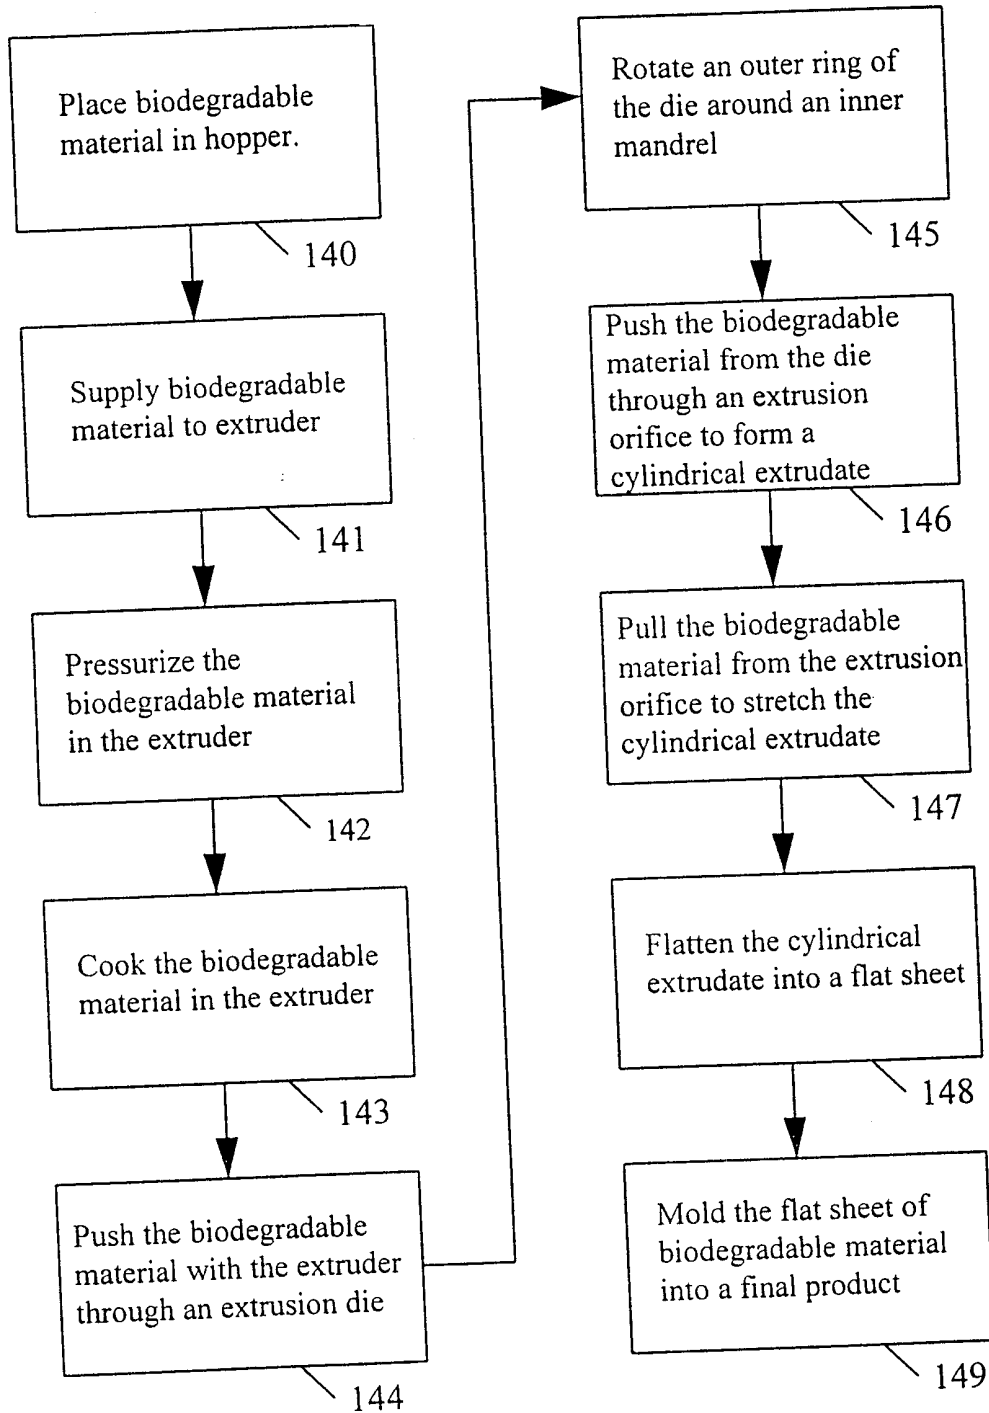 Place biodegradable
material in hopper.
140
Supply biodegradable
material to extruder
141
Pressurize the
biodegradable material
in the extruder
142
Cook the biodegradable
material in the extruder
143
Push the biodegradable
material with the extruder
through an extrusion die
144
Rotate an outer ring of
the die around an inner
mandrel
145
Push the biodegradable
material from the die
through an extrusion
orifice to form a
cylindrical extrudate
146
Pull the biodegradable
material from the extrusion
orifice to stretch the
cylindrical extrudate
147
Flatten the cylindrical
extrudate into a flat sheet
148
Mold the flat sheet of
biodegradable material
into a final product
149